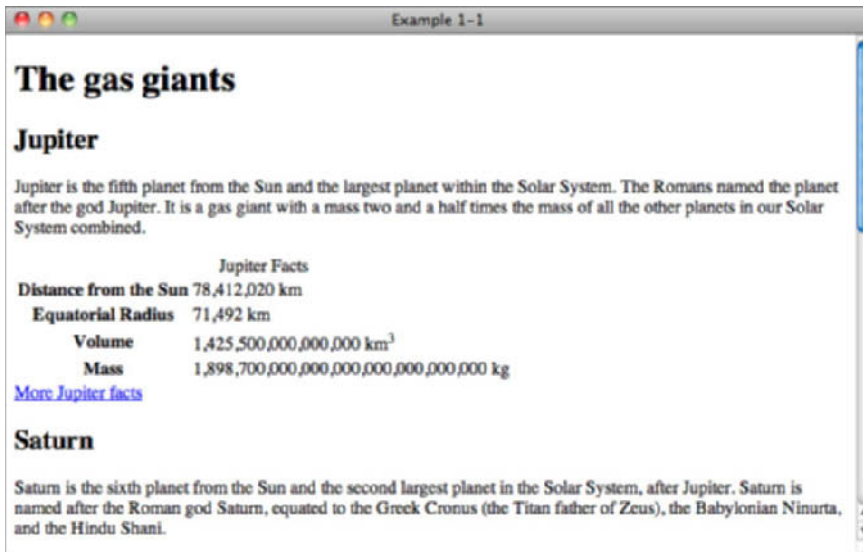 Example 1-1
The gas giants
Jupiter
Jupiter is the fifth planet from the Sun and the largest planet within the Solar System. The Romans named the planet
after the god Jupiter. It is a gas giant with a mass two and a half times the mass of all the other planets in our Solar
System combined.
Jupiter Facts
Distance from the Sun 78,412,020 km
Equatorial Radius 71,492 km
Volume 1,425,500,000,000,000 km³
Mass 1,898,700,000,000,000,000,000,000,000 kg
More Jupiter facts
Saturn
Saturn is the sixth planet from the Sun and the second largest planet in the Solar System, after Jupiter. Saturn is
named after the Roman god Saturn, equated to the Greek Cronus (the Titan father of Zeus), the Babylonian Ninurta,
and the Hindu Shani.